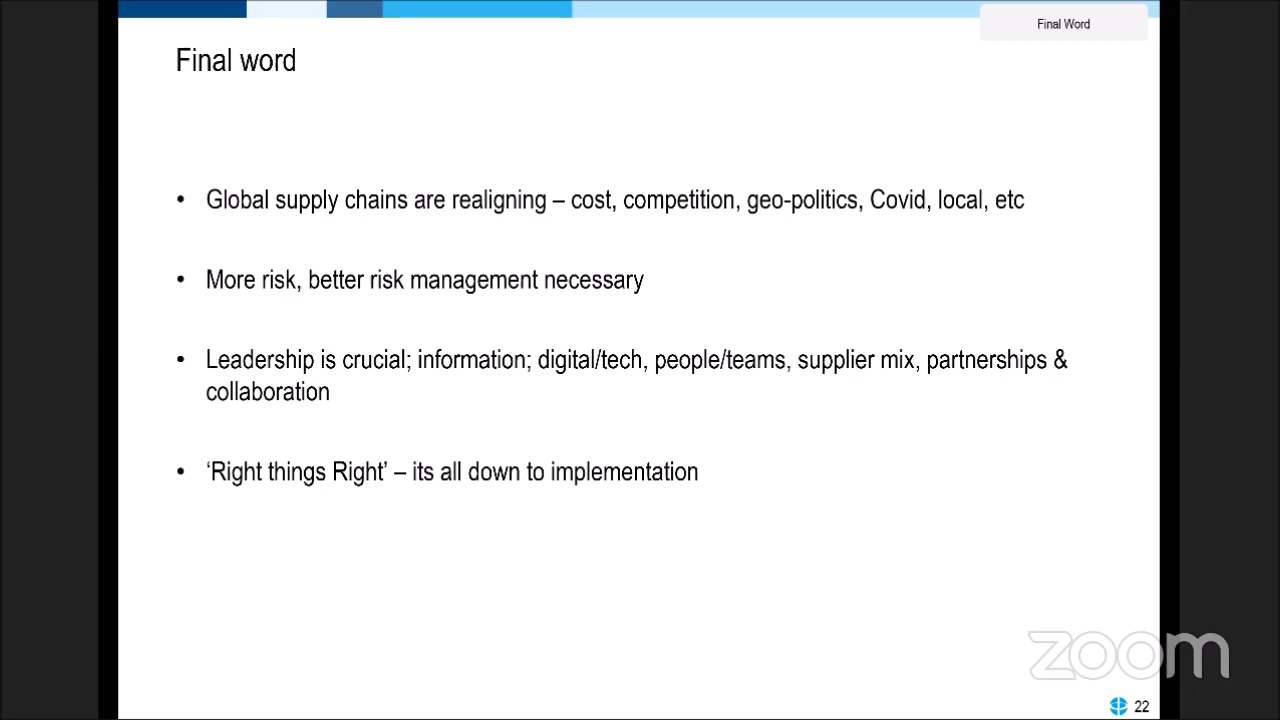 Final Word
Final word
• Global supply chains are realigning – cost, competition, geo-politics, Covid, local, etc
• More risk, better risk management necessary
• Leadership is crucial; information; digital/tech, people/teams, supplier mix, partnerships &
collaboration
• ‘Right things Right’ – its all down to implementation
zoom
22